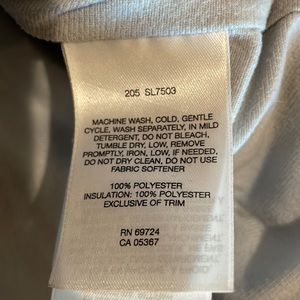 205 SL7503
MACHINE WASH, COLD, GENTLE
CYCLE, WASH SEPARATELY, IN MILD
DETERGENT, DO NOT BLEACH,
TUMBLE DRY, LOW, REMOVE
PROMPTLY, IRON, LOW, IF NEEDED,
DO NOT DRY CLEAN, DO NOT USE
FABRIC SOFTENER
100% POLYESTER
INSULATION; 100% POLYESTER
EXCLUSIVE OF TRIM
RN 69724
CA 05367